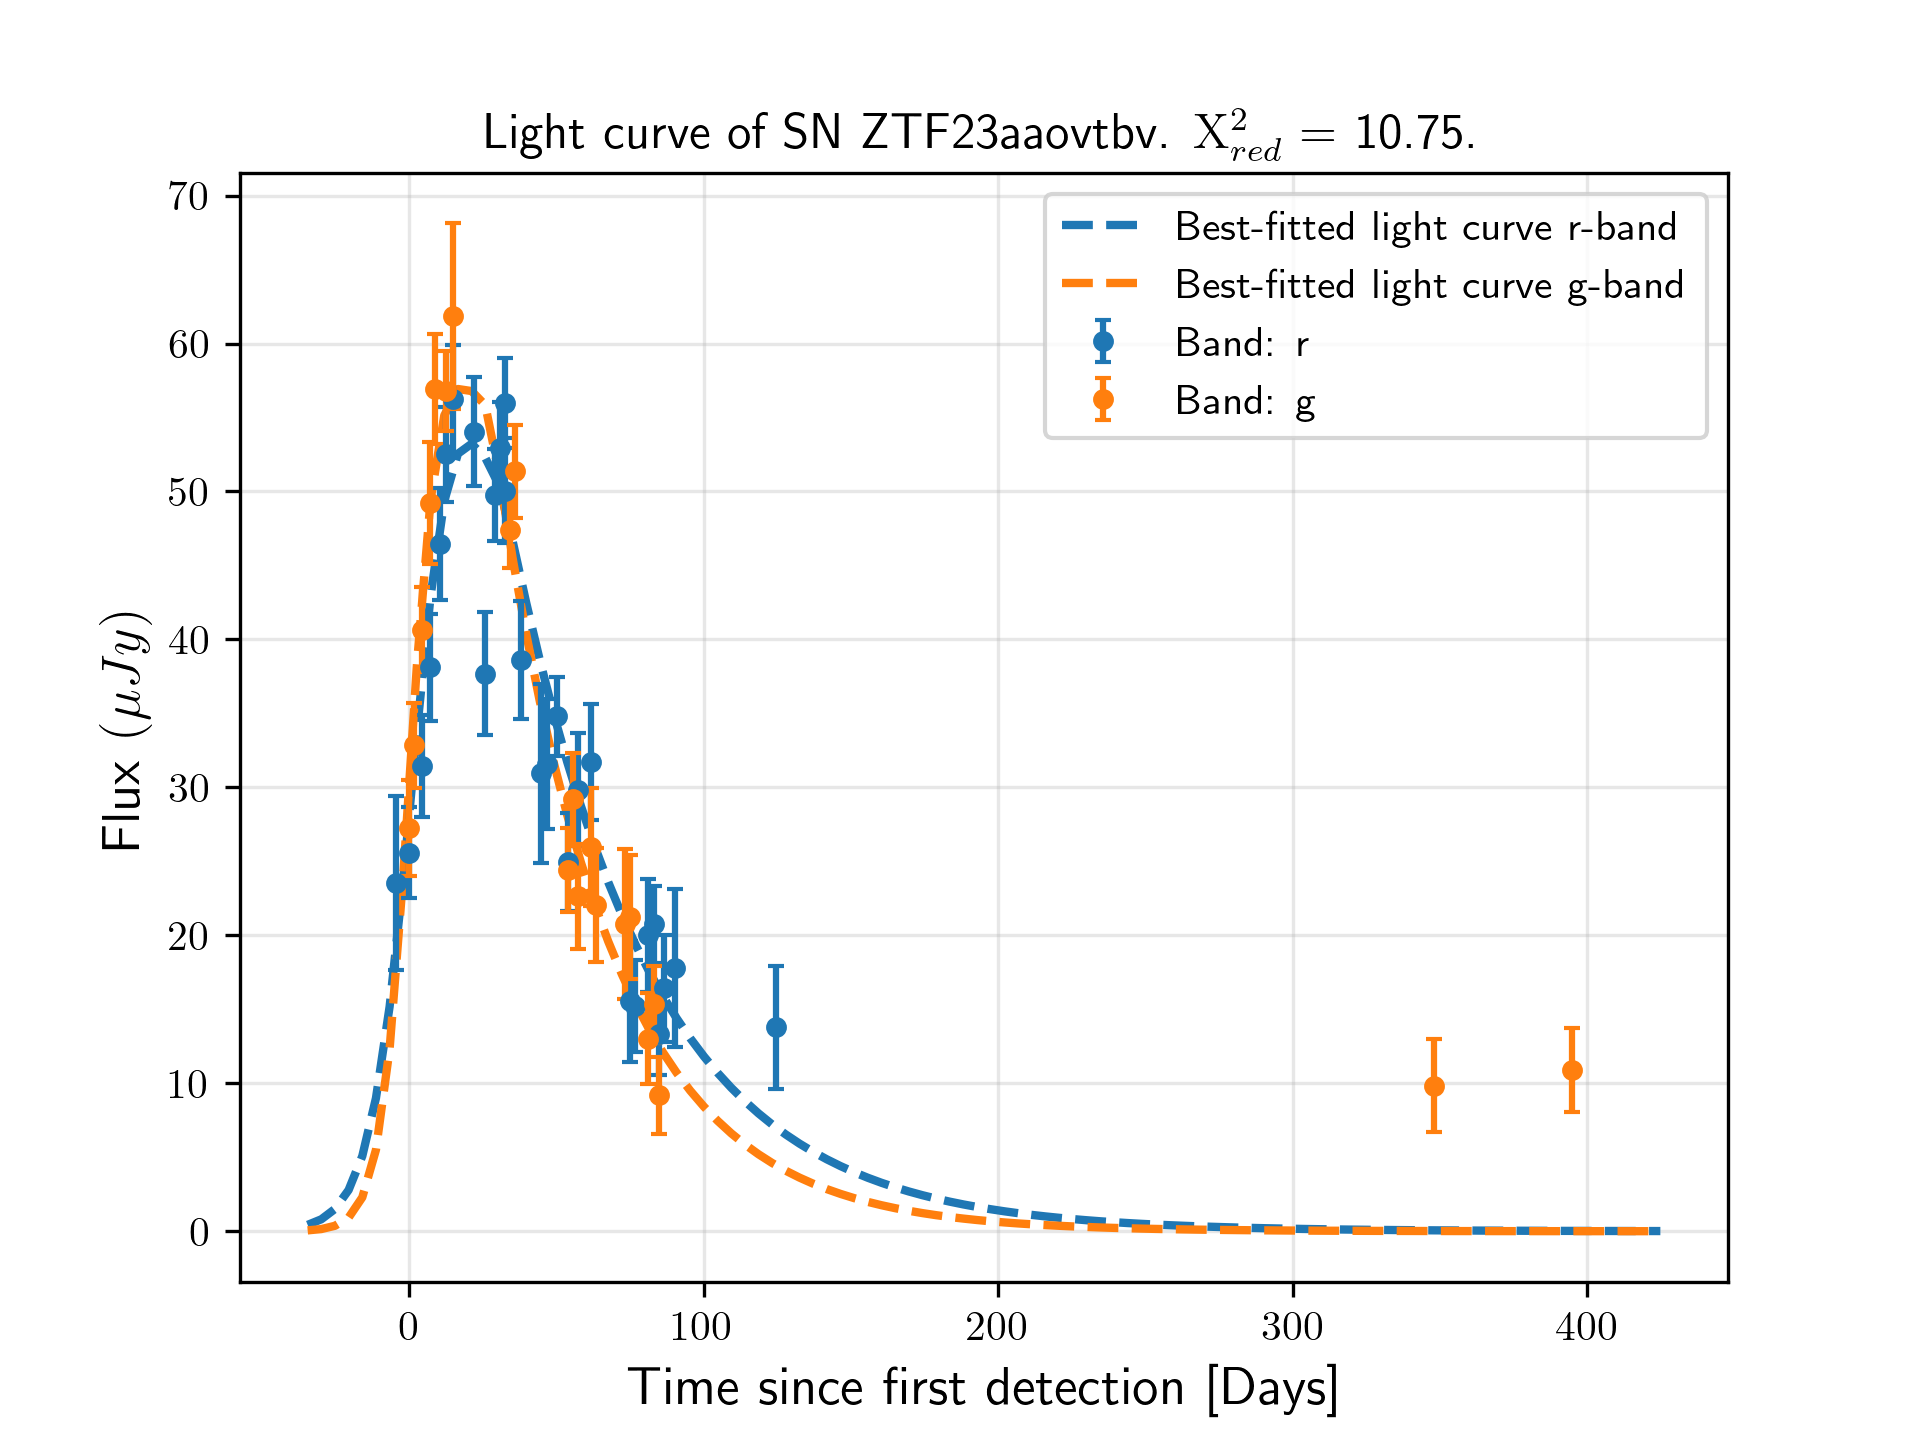 Light curve of SN ZTF23aaovtbv. X²_red = 10.75.
Best-fitted light curve r-band
Best-fitted light curve g-band
Band: r
Band: g
Flux (μJy)
70
60
50
40
30
20
10
0
0 100 200 300 400
Time since first detection [Days]